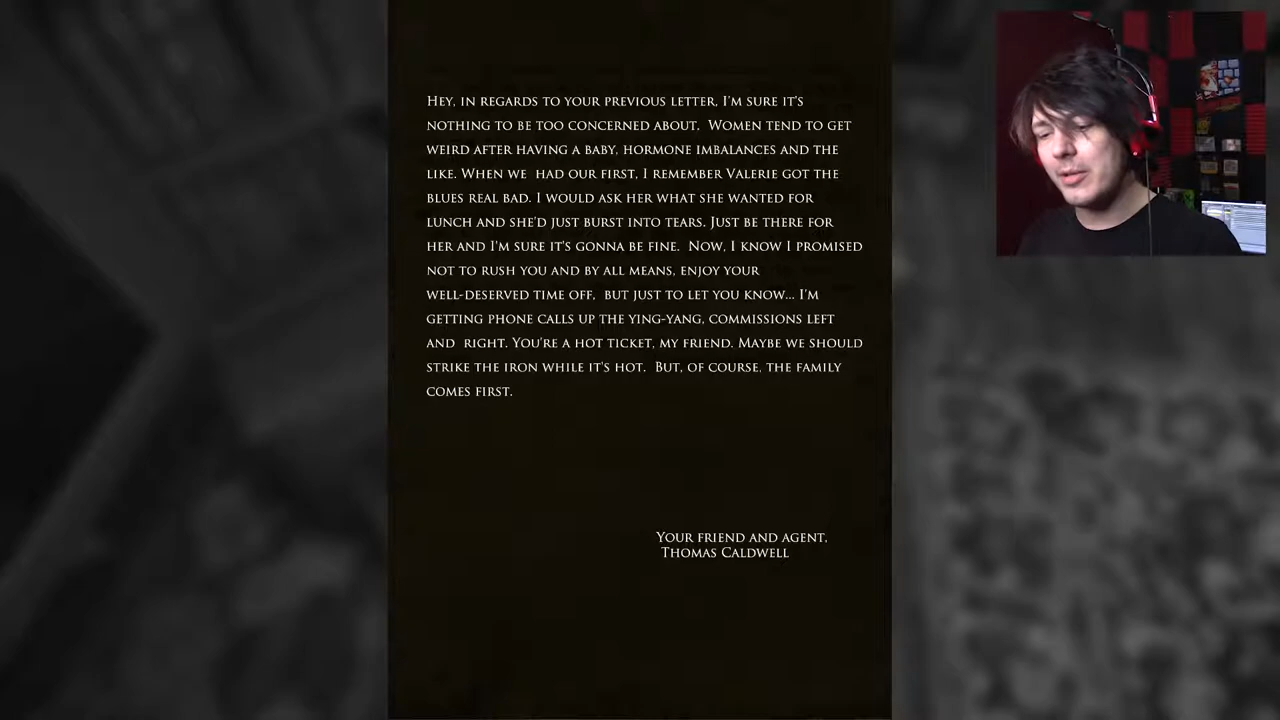 Hey, in regards to your previous letter, I'm sure it's
nothing to be too concerned about. Women tend to get
weird after having a baby, hormone imbalances and the
like. When we had our first, I remember Valerie got the
blues real bad. I would ask her what she wanted for
lunch and she'd just burst into tears. Just be there for
her and I'm sure it's gonna be fine. Now, I know I promised
not to rush you and by all means, enjoy your
well-deserved time off, but just to let you know... I'm
getting phone calls up the ying-yang, commissions left
and right. You're a hot ticket, my friend. Maybe we should
strike the iron while it's hot. But, of course, the family
comes first.
Your friend and agent,
Thomas Caldwell